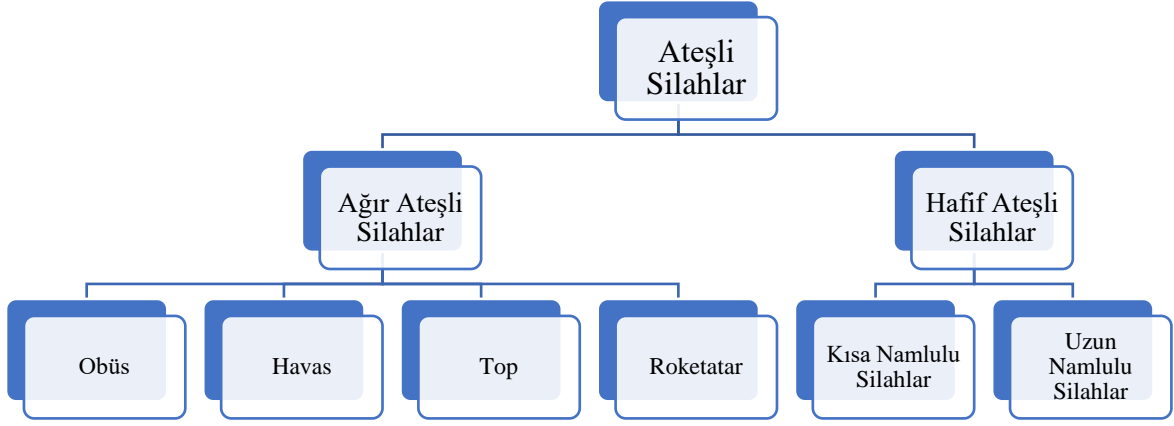 Ateşli
Silahlar
Ağır Ateşli
Silahlar
Hafif Ateşli
Silahlar
Obüs
Havas
Top
Roketatar
Kısa Namlulu
Silahlar
Uzun
Namlulu
Silahlar